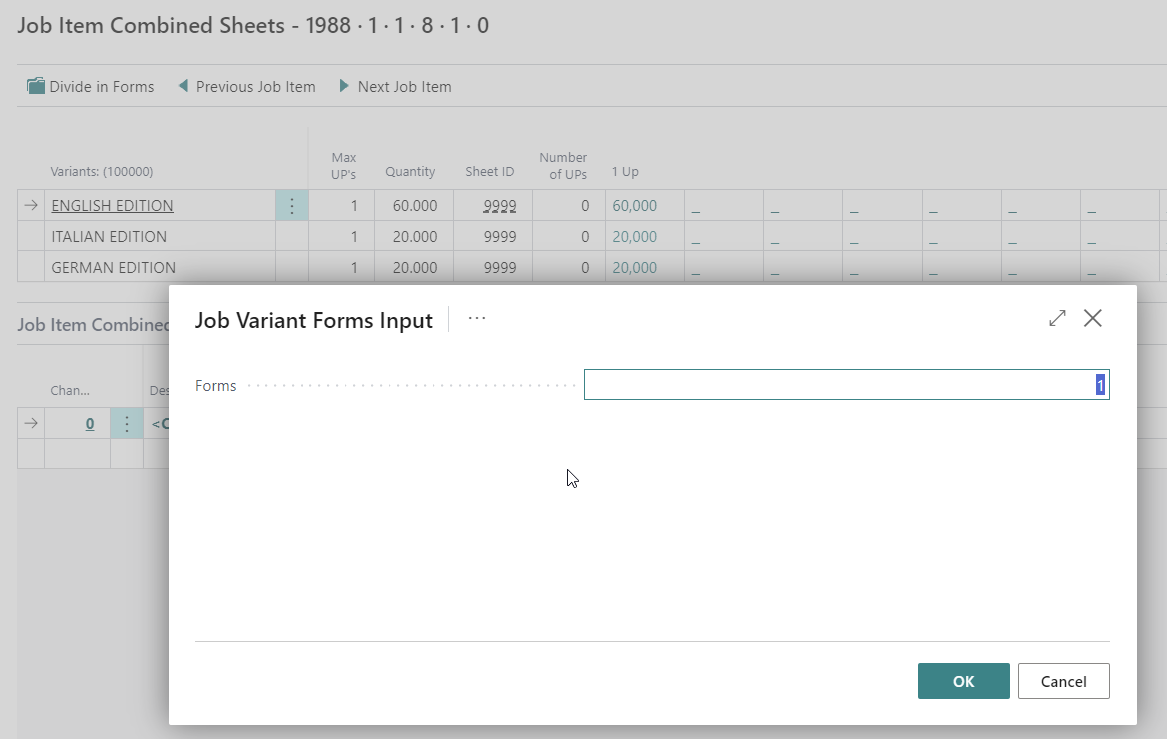 Job Item Combined Sheets - 1988 · 1 · 1 · 8 · 1 · 0
Divide in Forms Previous Job Item Next Job Item
Variants: (100000) Max UP's Quantity Sheet ID Number of UPs 1 Up
ENGLISH EDITION 1 60.000 9999 0 60,000 _ _ _ _ _ _
ITALIAN EDITION 1 20.000 9999 0 20,000 _ _ _ _ _ _
GERMAN EDITION 1 20.000 9999 0 20,000 _ _ _ _ _ _
Job Item Combined
Job Variant Forms Input ...
Forms 1
Chan... Des
0 <C
OK Cancel